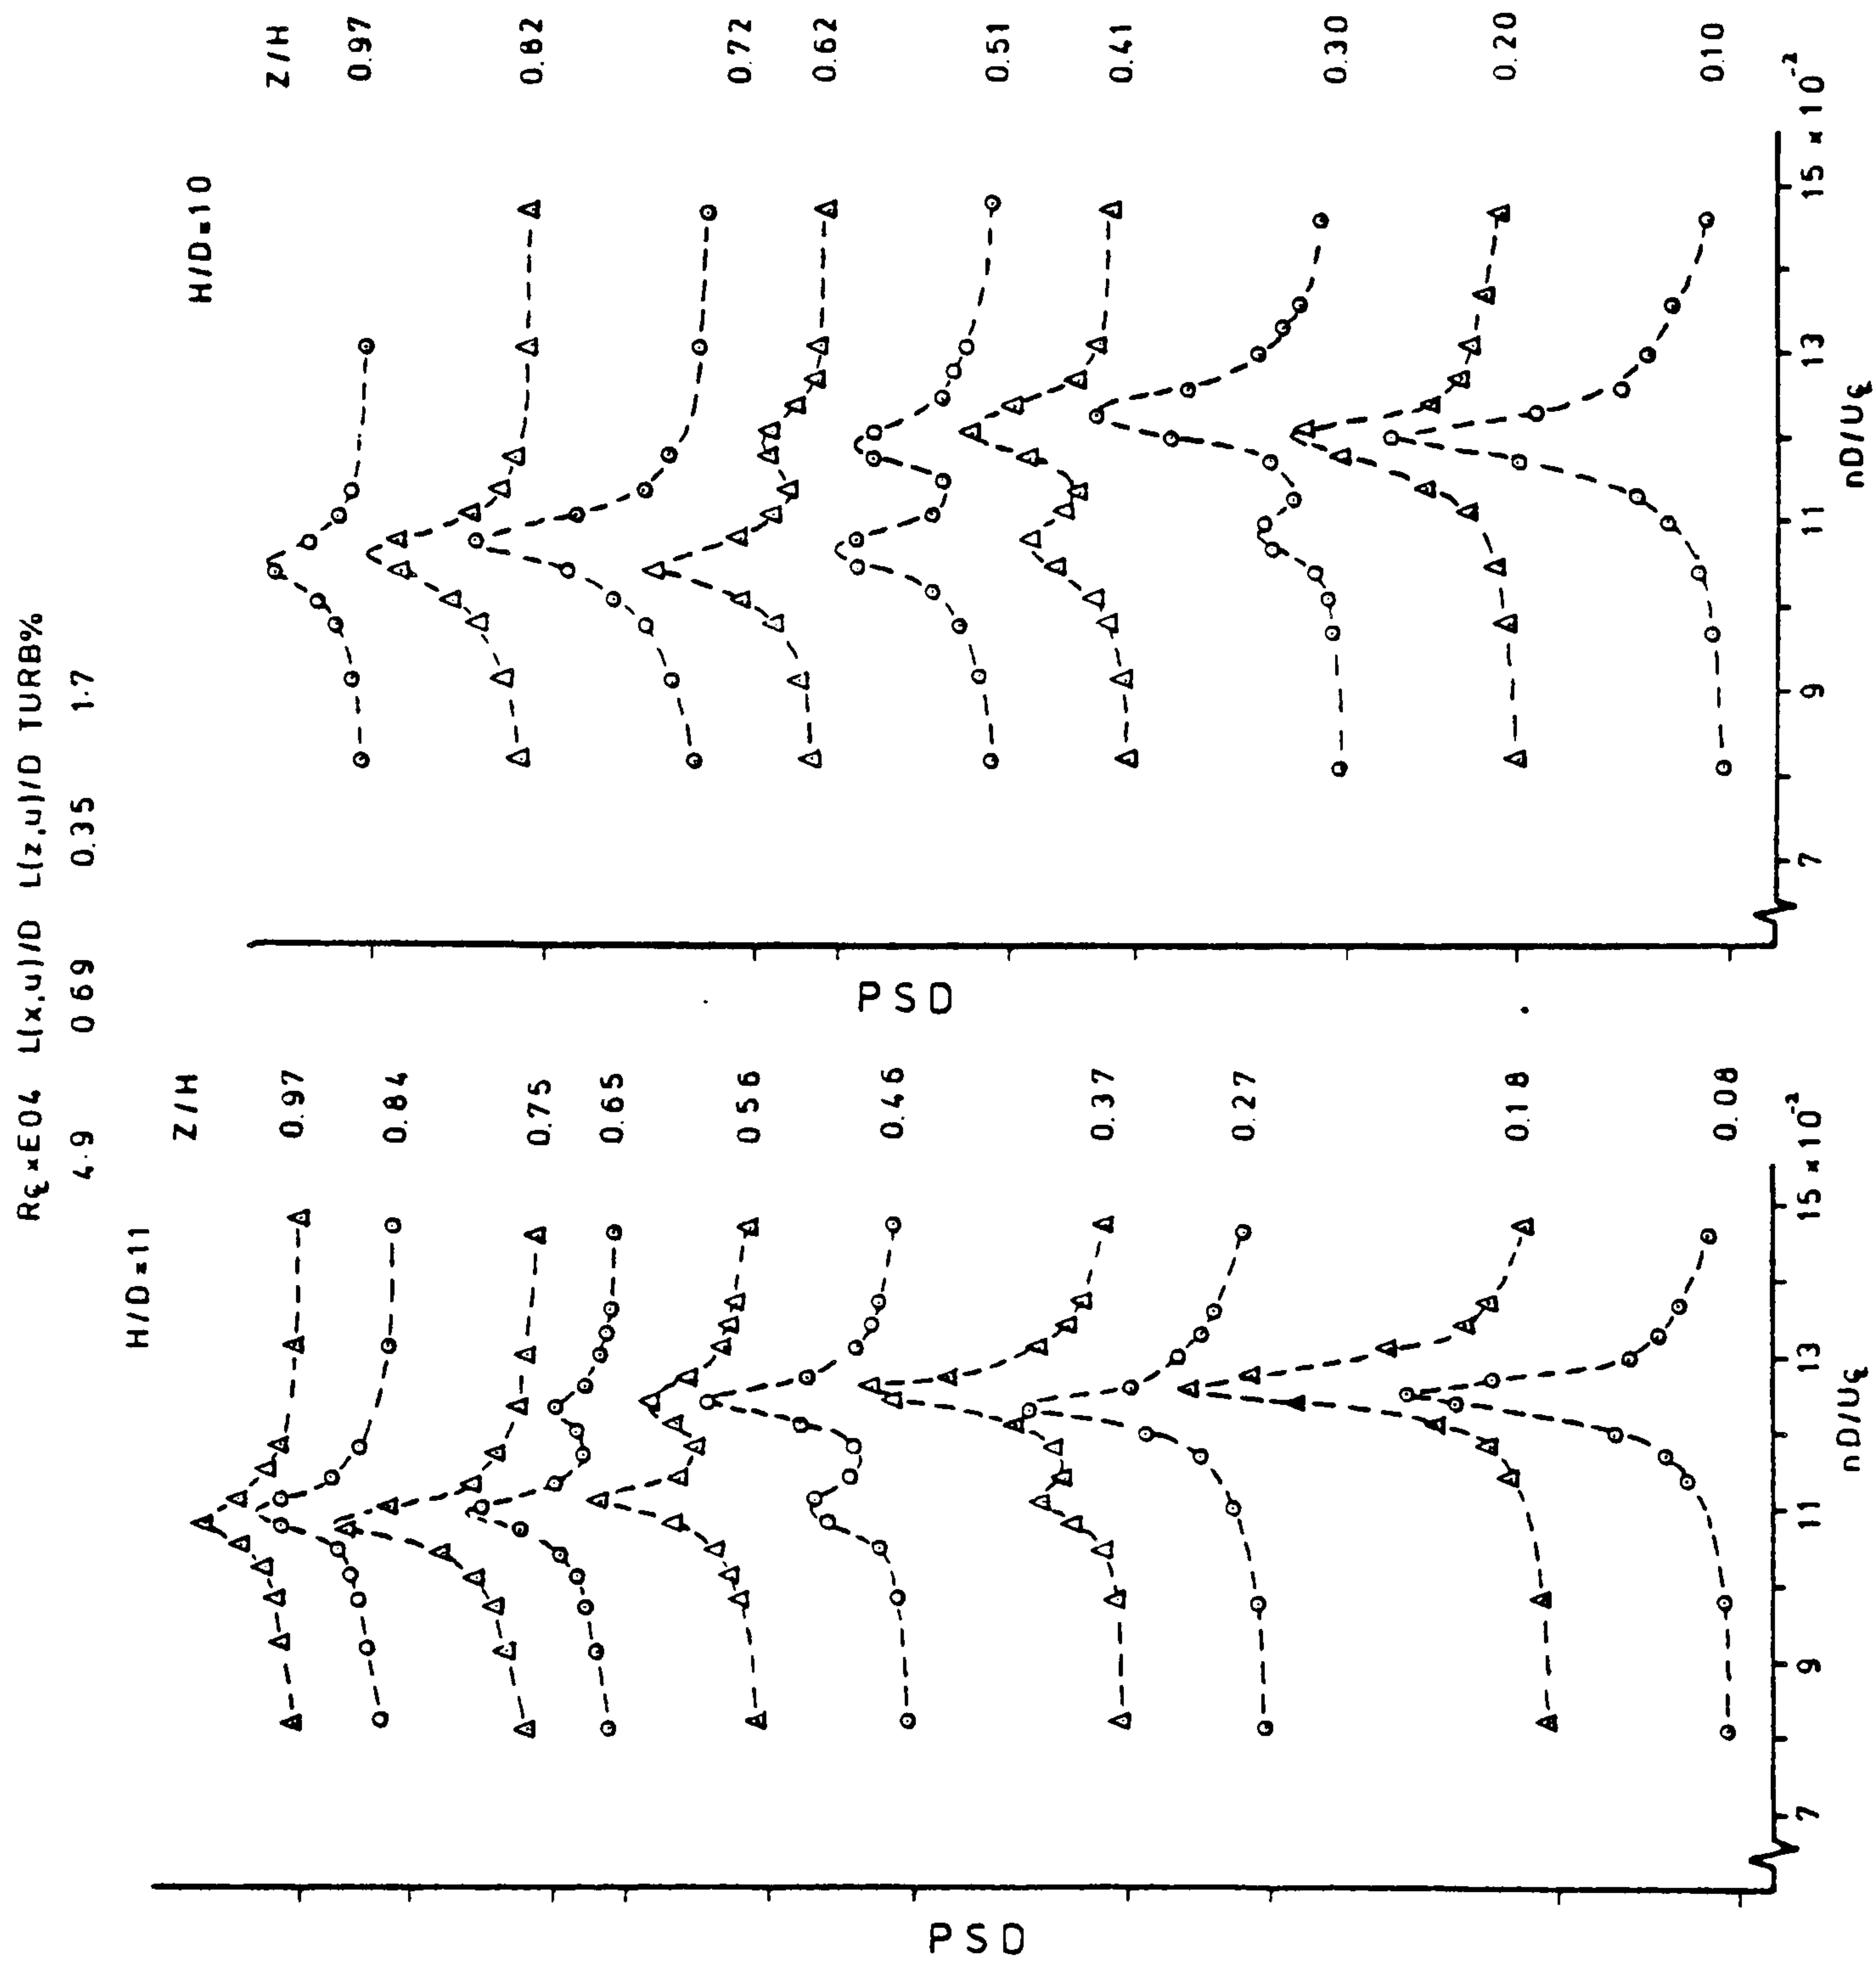 R℄×E04 L(x,u)/D L(z,u)/D TURB%
4.9 0 69 0.35 1.7
H/D=11
Z/H
0.97
0.84
0.75
0.65
0 56
0.46
0.37
0.27
0.18
0.08
PSD
7 9 11 13 15 ×10⁻²
nD/U℄
H/D=10
Z/H
0.97
0.82
0.72
0.62
0.51
0.41
0.30
0.20
0.10
PSD
7 9 11 13 15 ×10⁻²
nD/U℄